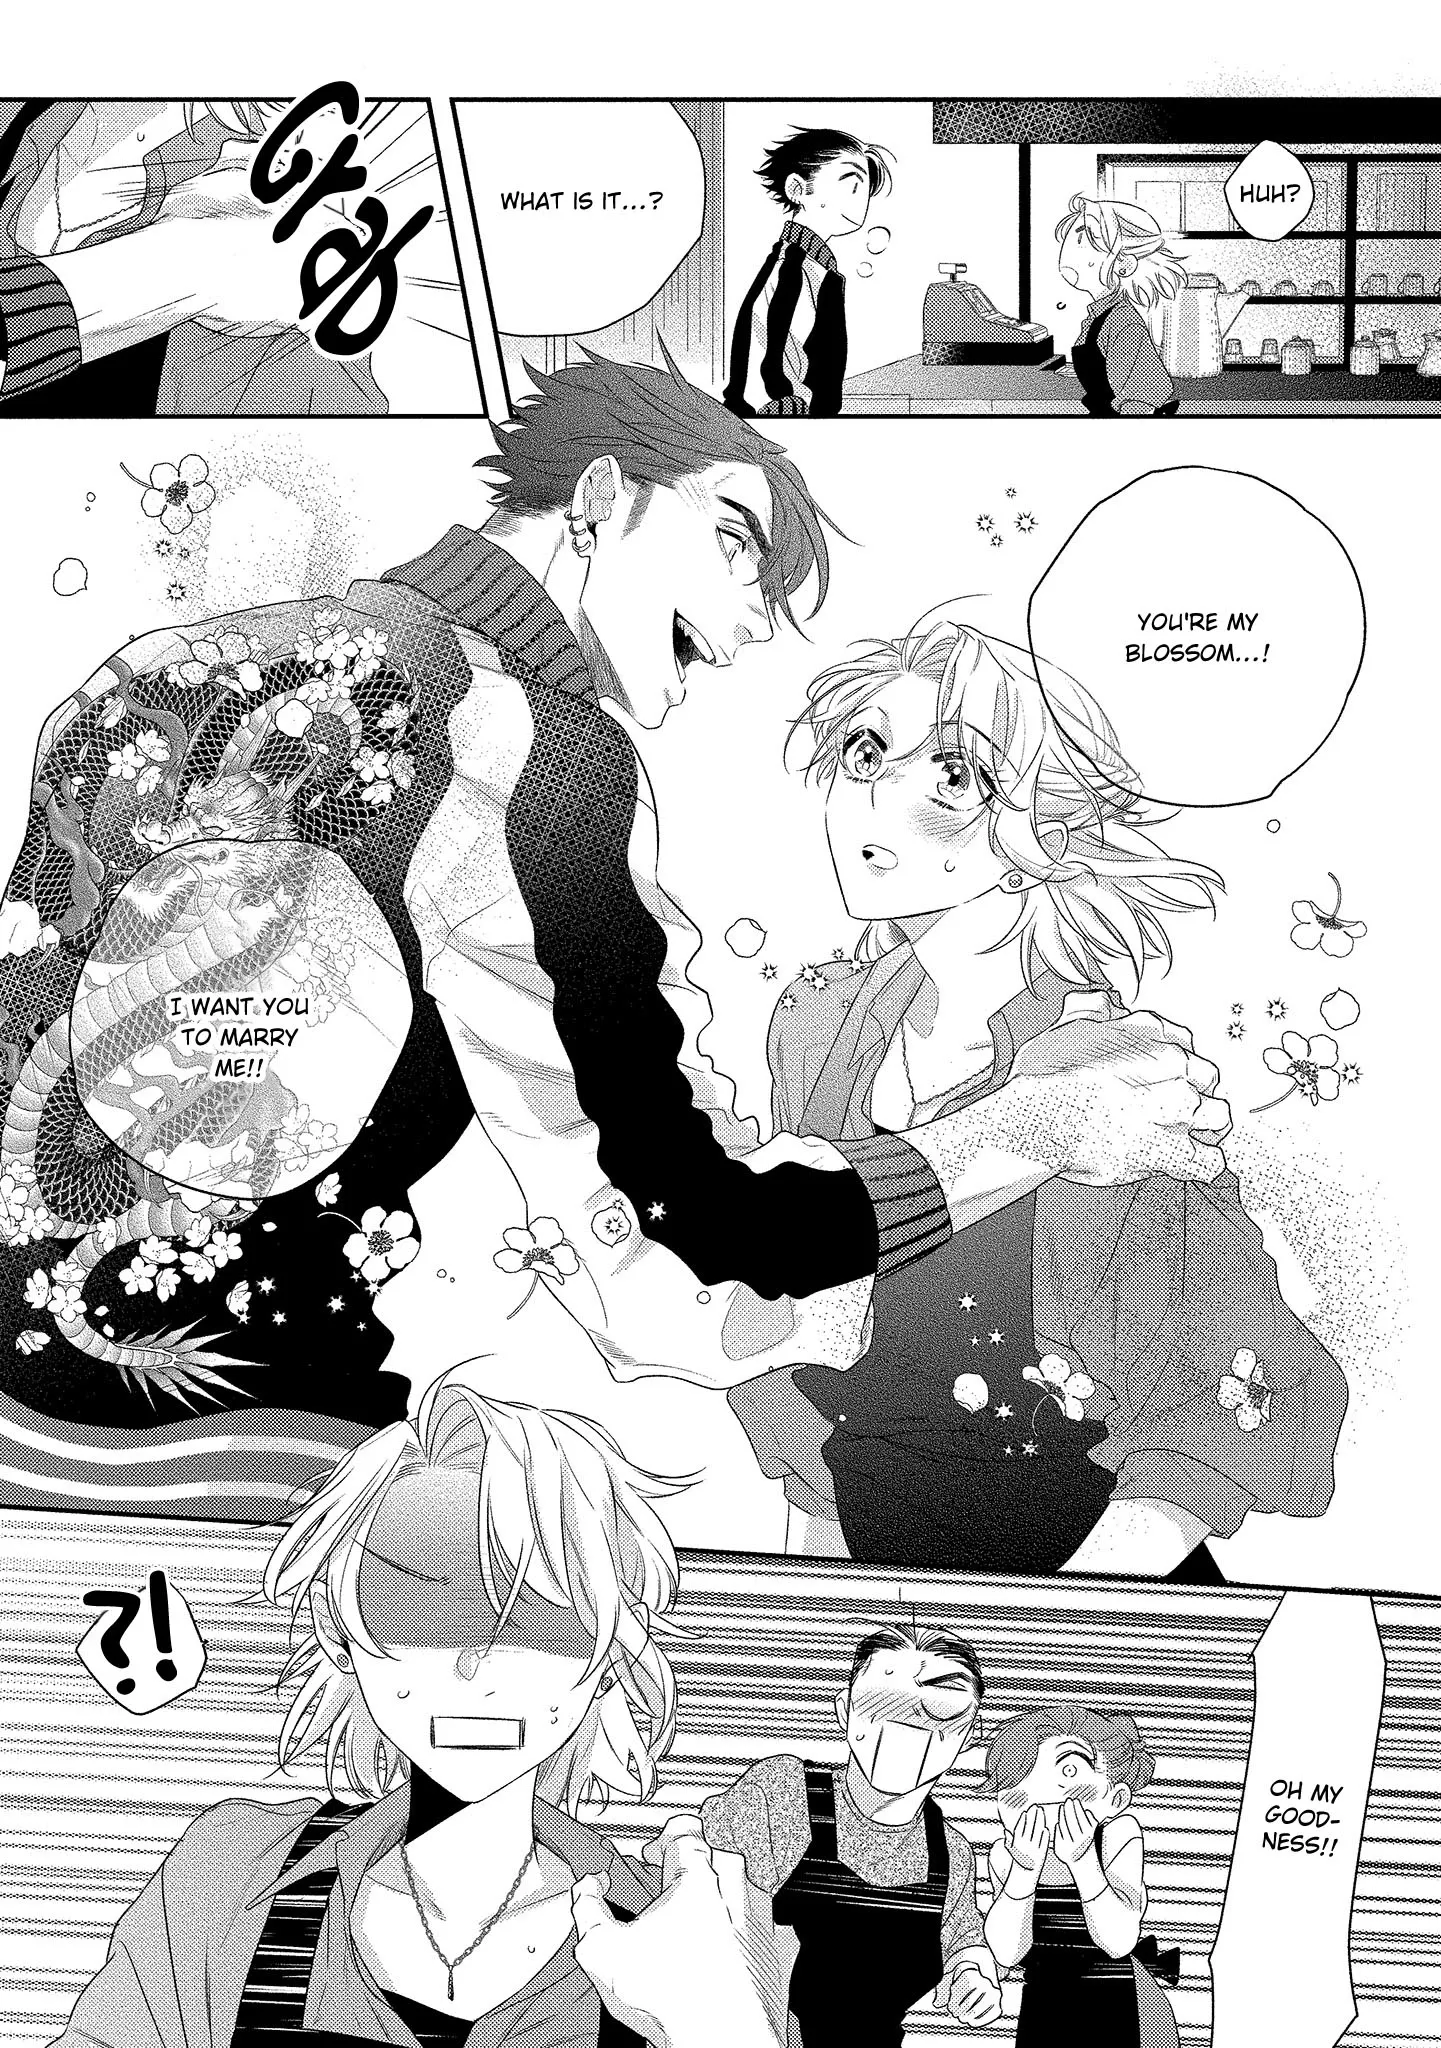 HUH?
WHAT IS IT...?
Grab
YOU'RE MY
BLOSSOM...!
I WANT YOU
TO MARRY
ME!!
?!
OH MY
GOOD-
NESS!!